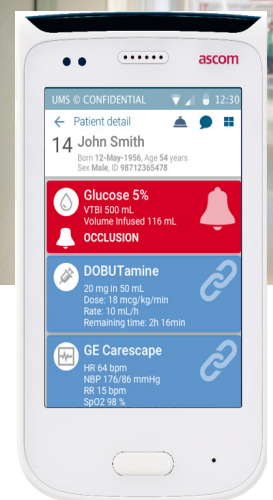 ascom
UMS © CONFIDENTIAL 12:30
Patient detail
14 John Smith
Born 12-May-1956, Age 54 years
Sex Male, ID 98712365478
Glucose 5%
VTBI 500 mL
Volume Infused 116 mL
OCCLUSION
DOBUTamine
20 mg in 50 mL
Dose: 18 mcg/kg/min
Rate: 10 mL/h
Remaining time: 2h 16min
GE Carescape
HR 64 bpm
NBP 176/86 mmHg
RR 15 bpm
SpO2 98 %